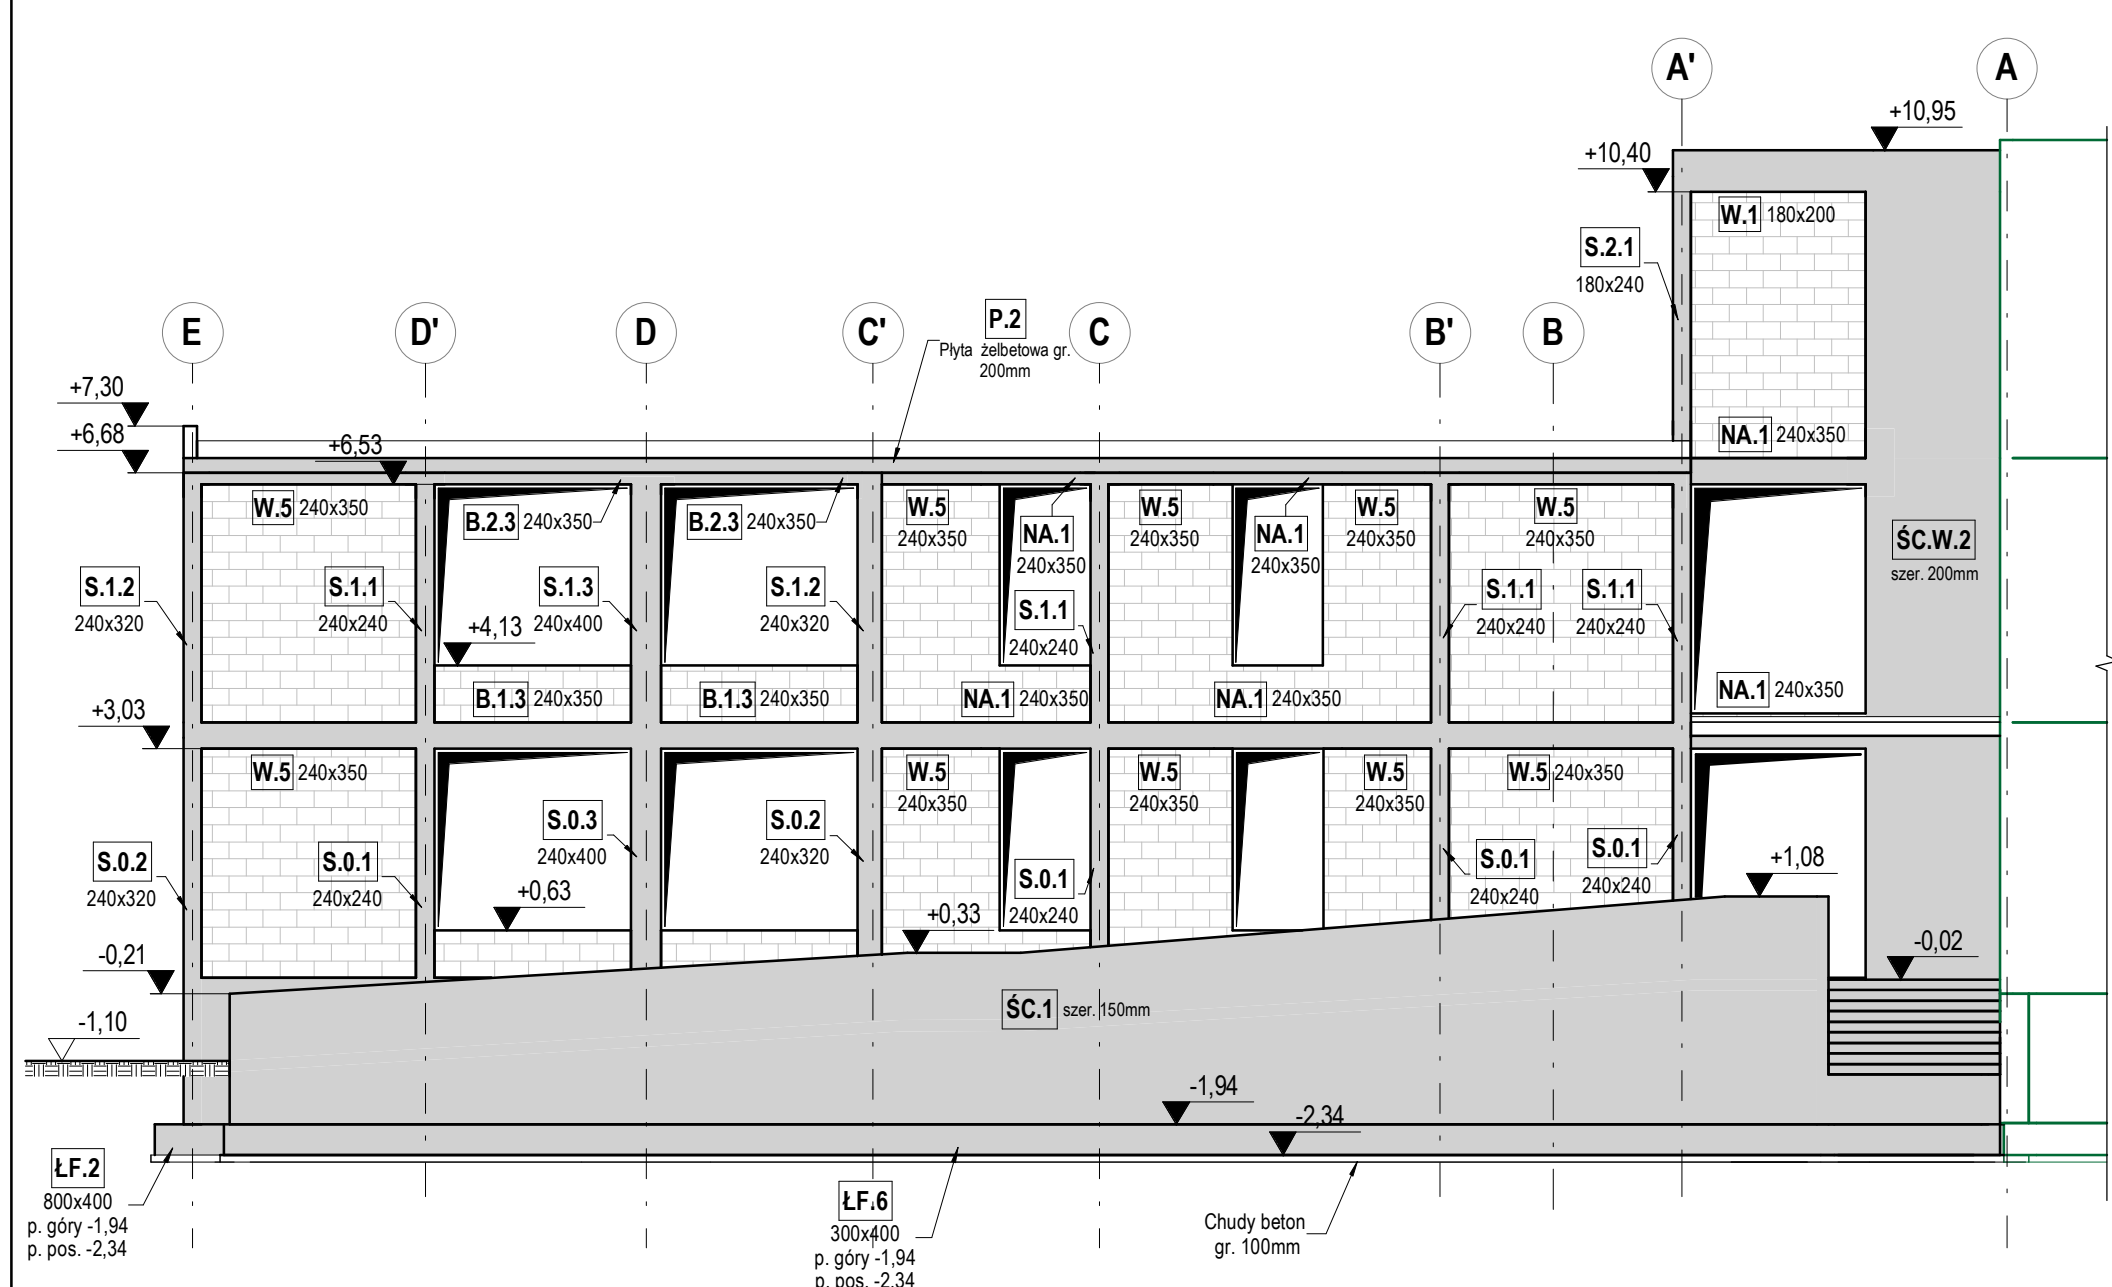 A'
A
+10,95
+10,40
W.1 180x200
S.2.1
180x240
E
D'
D
C'
P.2
C
B'
B
Płyta żelbetowa gr.
200mm
+7,30
+6,68
+6,53
NA.1 240x350
W.5 240x350
B.2.3 240x350
B.2.3 240x350
W.5
240x350
NA.1
240x350
W.5
240x350
NA.1
240x350
W.5
240x350
W.5
240x350
ŚC.W.2
szer. 200mm
S.1.2
240x320
S.1.1
240x240
S.1.3
240x400
S.1.2
240x320
S.1.1
240x240
S.1.1
240x240
S.1.1
240x240
+4,13
B.1.3 240x350
B.1.3 240x350
NA.1 240x350
NA.1 240x350
NA.1 240x350
+3,03
W.5 240x350
W.5
240x350
W.5
240x350
W.5
240x350
W.5 240x350
S.0.2
240x320
S.0.1
240x240
S.0.3
240x400
S.0.2
240x320
S.0.1
240x240
S.0.1
240x240
S.0.1
240x240
+1,08
+0,63
+0,33
-0,02
-0,21
-1,10
ŚC.1 szer. 150mm
-1,94
-2,34
ŁF.2
800x400
p. góry -1,94
p. pos. -2,34
ŁF.6
300x400
p. góry -1,94
p. pos. -2,34
Chudy beton
gr. 100mm